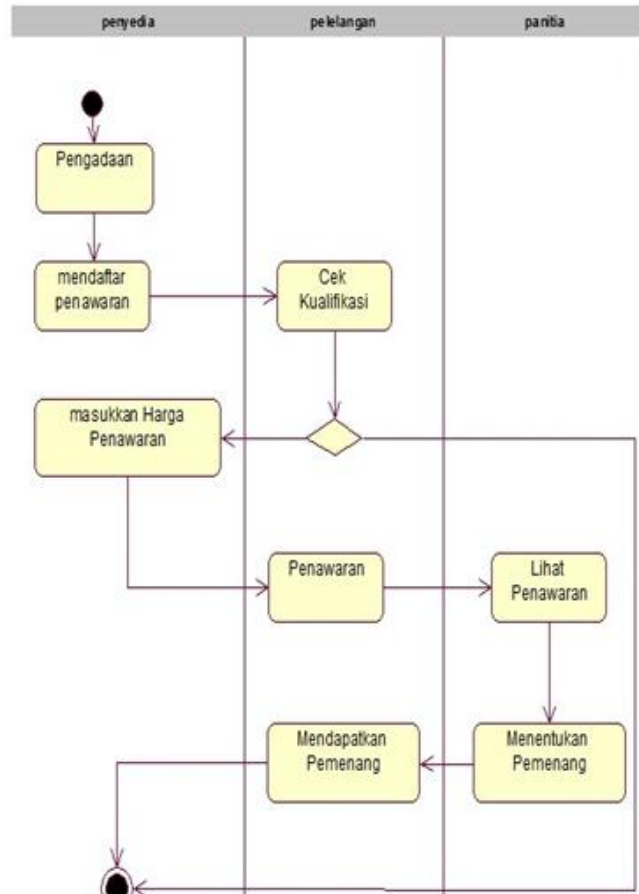 penyedia
pelelangan
panitia
Pengadaan
mendaftar
penawaran
Cek
Kualifikasi
masukkan Harga
Penawaran
Penawaran
Lihat
Penawaran
Mendapatkan
Pemenang
Menentukan
Pemenang